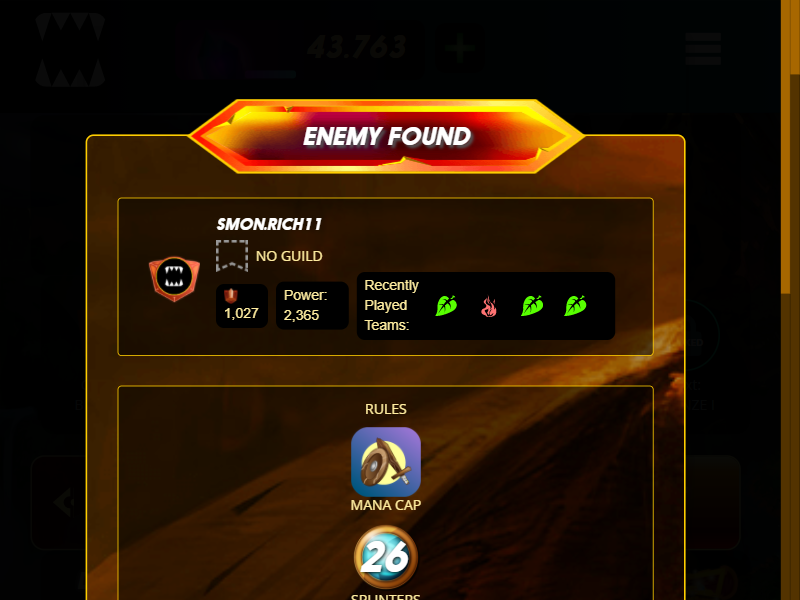 43.763
ENEMY FOUND
SMON.RICH11
NO GUILD
1,027
Power:
2,365
Recently
Played
Teams:
RULES
MANA CAP
26
SPLINTERS